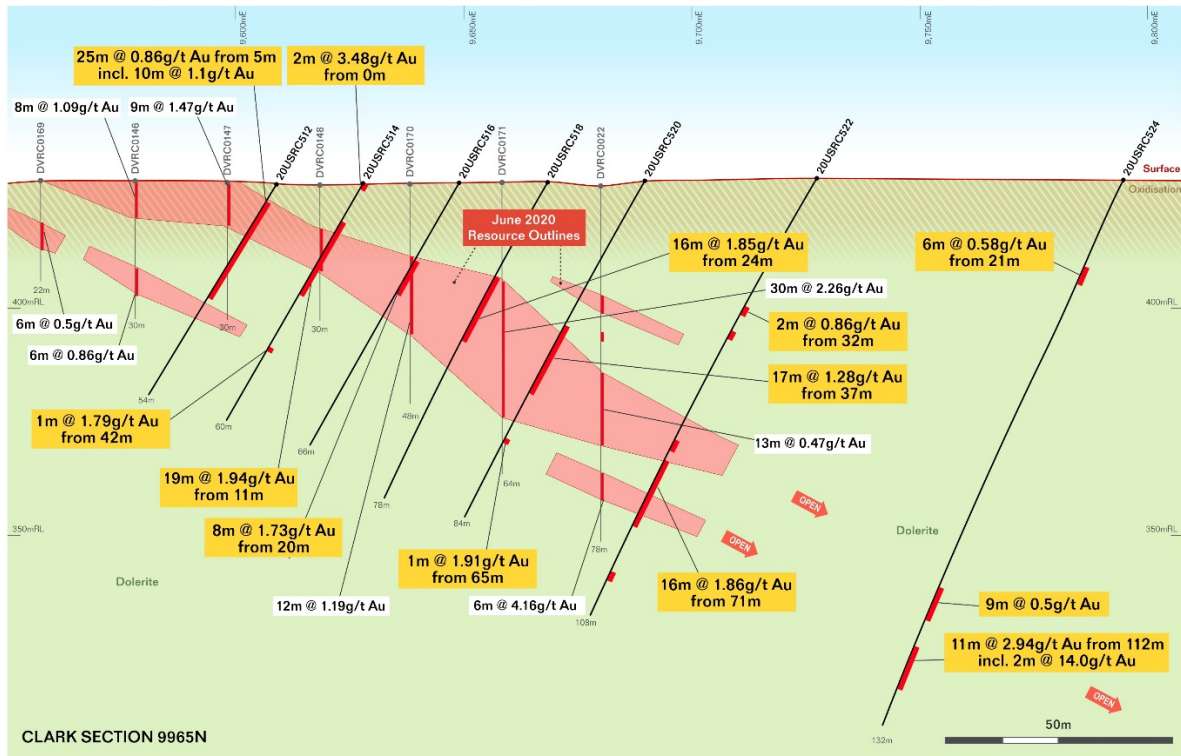 9,600mE
9,650mE
9,700mE
9,750mE
9,800mE
25m @ 0.86g/t Au from 5m
incl. 10m @ 1.1g/t Au
2m @ 3.48g/t Au
from 0m
8m @ 1.09g/t Au
9m @ 1.47g/t Au
DVRC0169
DVRC0146
DVRC0147
20USRC512
DVRC0148
20USRC514
DVRC0170
20USRC516
DVRC0171
20USRC518
DVRC0022
20USRC520
20USRC522
20USRC524
Surface
Oxidisation
June 2020
Resource Outlines
16m @ 1.85g/t Au
from 24m
6m @ 0.58g/t Au
from 21m
30m @ 2.26g/t Au
22m
400mRL
400mRL
6m @ 0.5g/t Au
30m
30m
30m
2m @ 0.86g/t Au
from 32m
6m @ 0.86g/t Au
17m @ 1.28g/t Au
from 37m
54m
60m
48m
1m @ 1.79g/t Au
from 42m
66m
13m @ 0.47g/t Au
19m @ 1.94g/t Au
from 11m
64m
78m
84m
OPEN
8m @ 1.73g/t Au
from 20m
350mRL
350mRL
Dolerite
78m
OPEN
1m @ 1.91g/t Au
from 65m
Dolerite
16m @ 1.86g/t Au
from 71m
12m @ 1.19g/t Au
6m @ 4.16g/t Au
108m
9m @ 0.5g/t Au
11m @ 2.94g/t Au from 112m
incl. 2m @ 14.0g/t Au
OPEN
50m
132m
CLARK SECTION 9965N